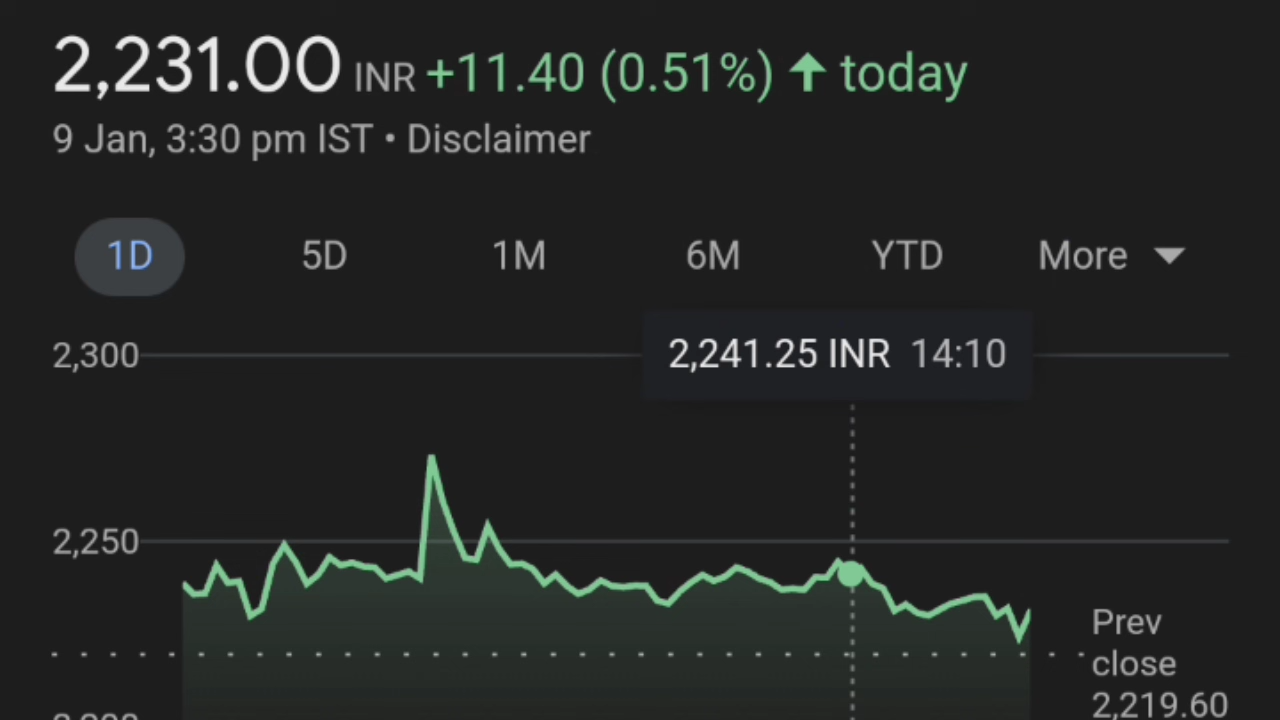 2,231.00 INR +11.40 (0.51%) ↑ today
9 Jan, 3:30 pm IST • Disclaimer
1D 5D 1M 6M YTD More
2,300
2,241.25 INR 14:10
2,250
Prev
close
2,219.60